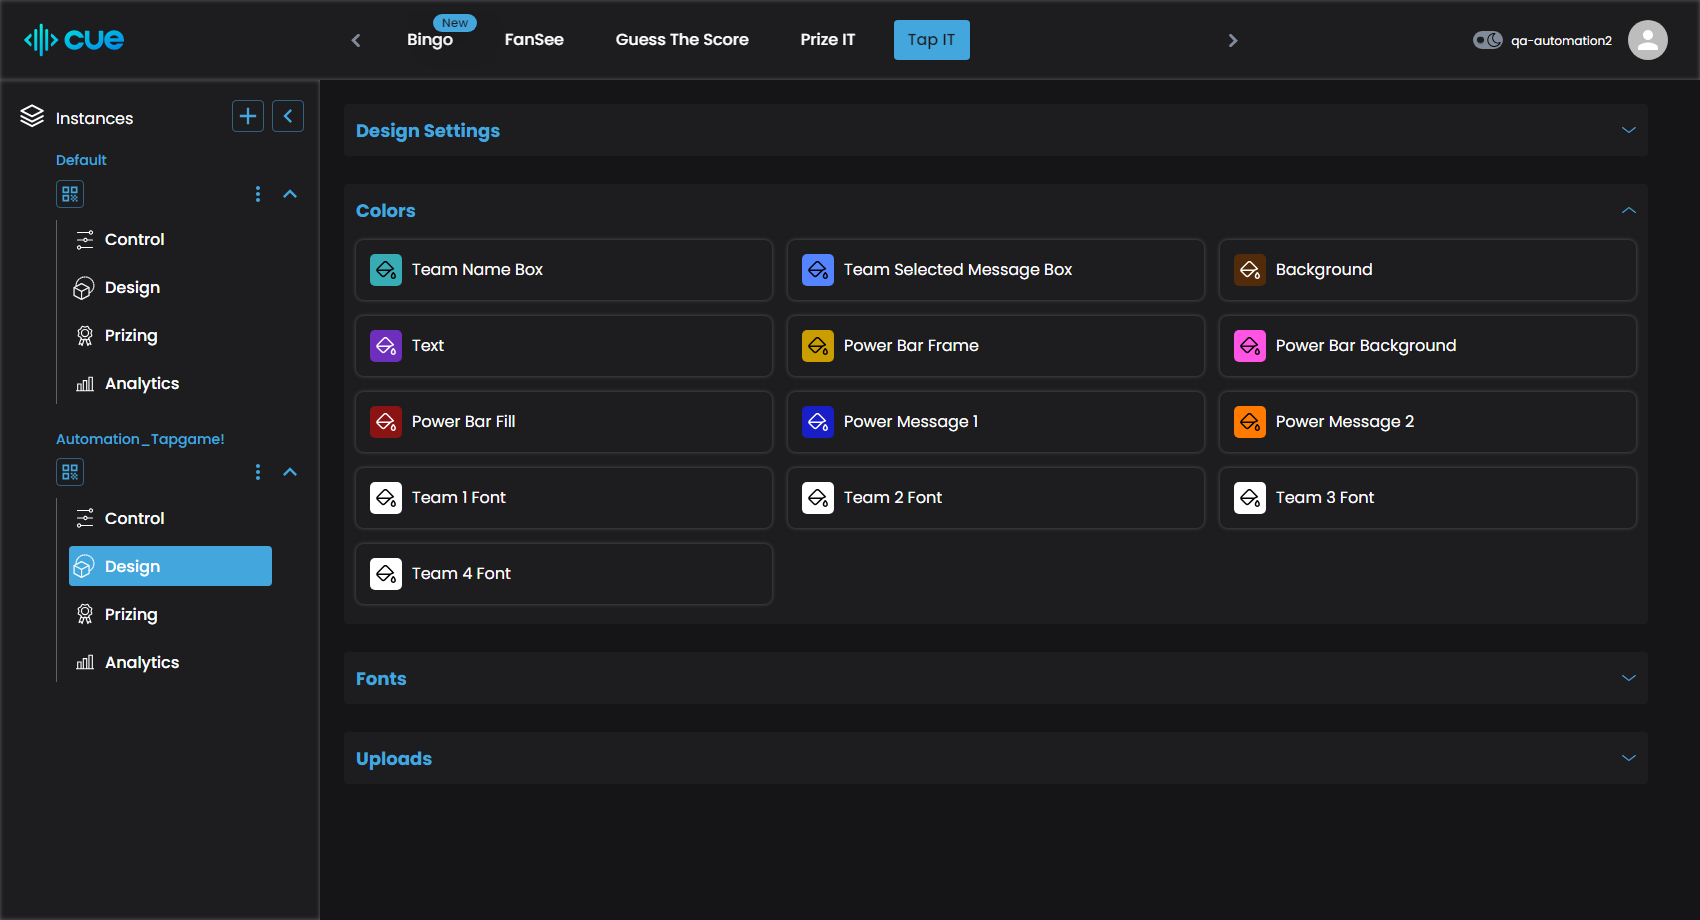 cue
Bingo
New
FanSee
Guess The Score
Prize IT
Tap IT
qa-automation2
Instances
Default
Control
Design
Prizing
Analytics
Automation_Tapgame!
Control
Design
Prizing
Analytics
Design Settings
Colors
Team Name Box
Team Selected Message Box
Background
Text
Power Bar Frame
Power Bar Background
Power Bar Fill
Power Message 1
Power Message 2
Team 1 Font
Team 2 Font
Team 3 Font
Team 4 Font
Fonts
Uploads